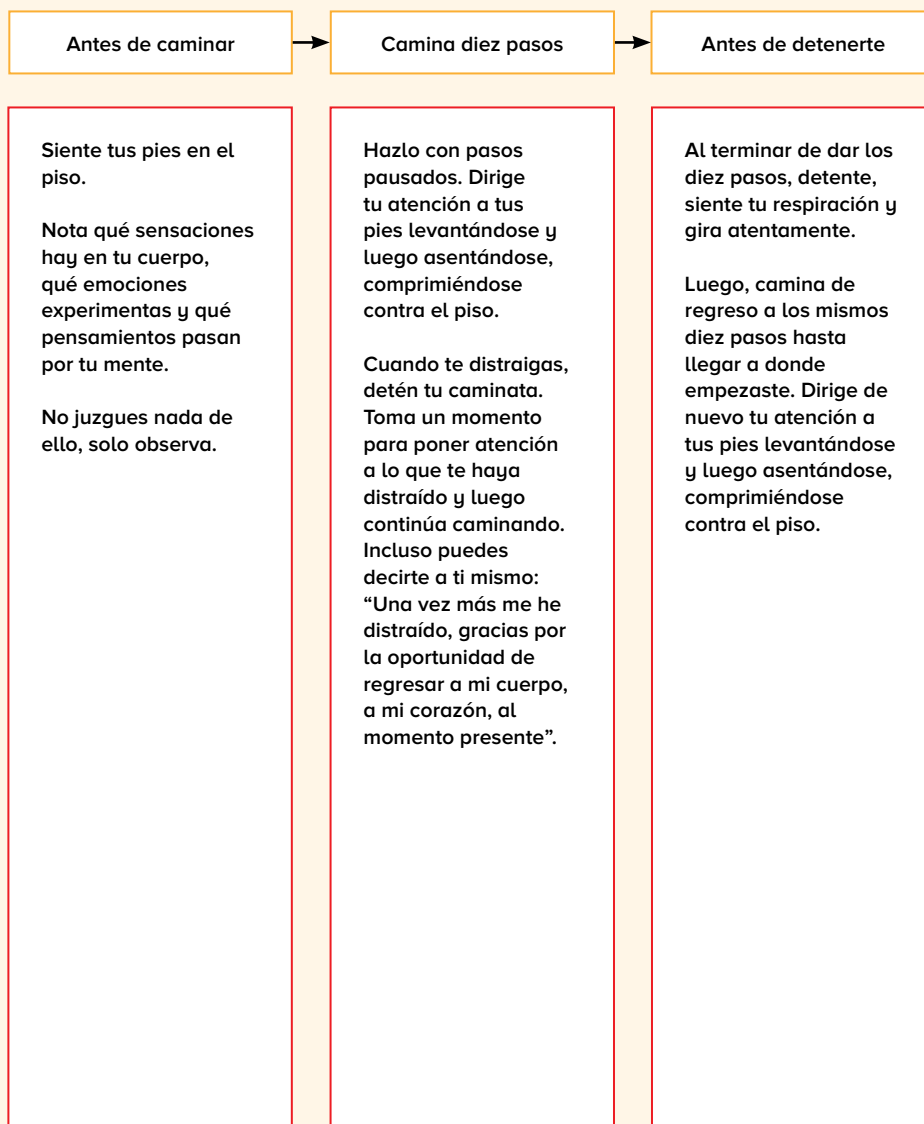 Antes de caminar
Camina diez pasos
Antes de detenerte
Siente tus pies en el
piso.
Nota qué sensaciones
hay en tu cuerpo,
qué emociones
experimentas y qué
pensamientos pasan
por tu mente.
No juzgues nada de
ello, solo observa.
Hazlo con pasos
pausados. Dirige
tu atención a tus
pies levantándose y
luego asentándose,
comprimiéndose
contra el piso.
Cuando te distraigas,
detén tu caminata.
Toma un momento
para poner atención
a lo que te haya
distraído y luego
continúa caminando.
Incluso puedes
decirte a ti mismo:
“Una vez más me he
distraído, gracias por
la oportunidad de
regresar a mi cuerpo,
a mi corazón, al
momento presente”.
Al terminar de dar los
diez pasos, detente,
siente tu respiración y
gira atentamente.
Luego, camina de
regreso a los mismos
diez pasos hasta
llegar a donde
empezaste. Dirige de
nuevo tu atención a
tus pies levantándose
y luego asentándose,
comprimiéndose
contra el piso.